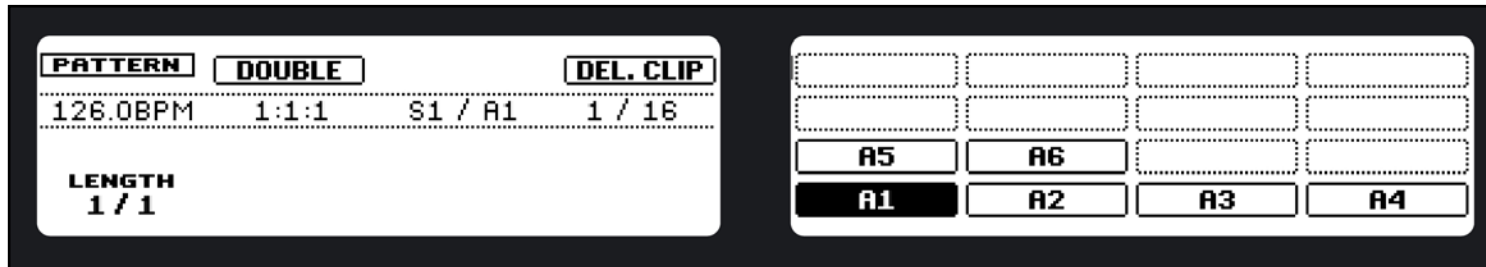 PATTERN DOUBLE DEL. CLIP
126.0BPM 1:1:1 S1 / A1 1 / 16
LENGTH
1 / 1
A5 A6
A1 A2 A3 A4